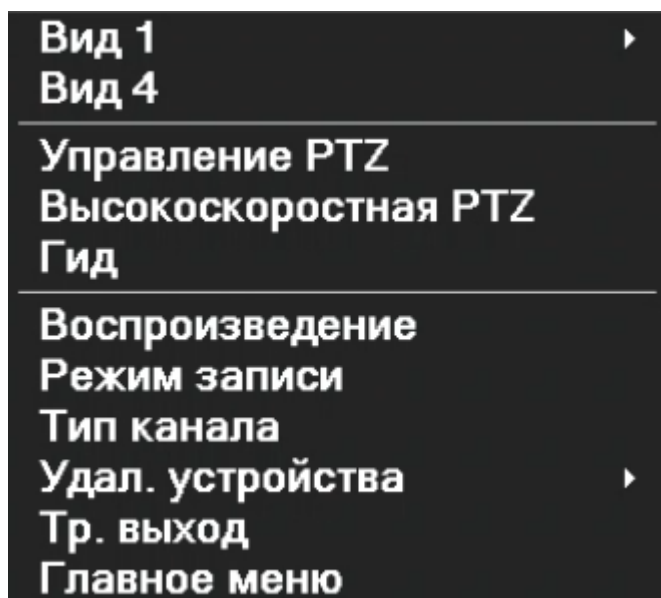 Вид 1
Вид 4
Управление PTZ
Высокоскоростная PTZ
Гид
Воспроизведение
Режим записи
Тип канала
Удал. устройства
Тр. выход
Главное меню